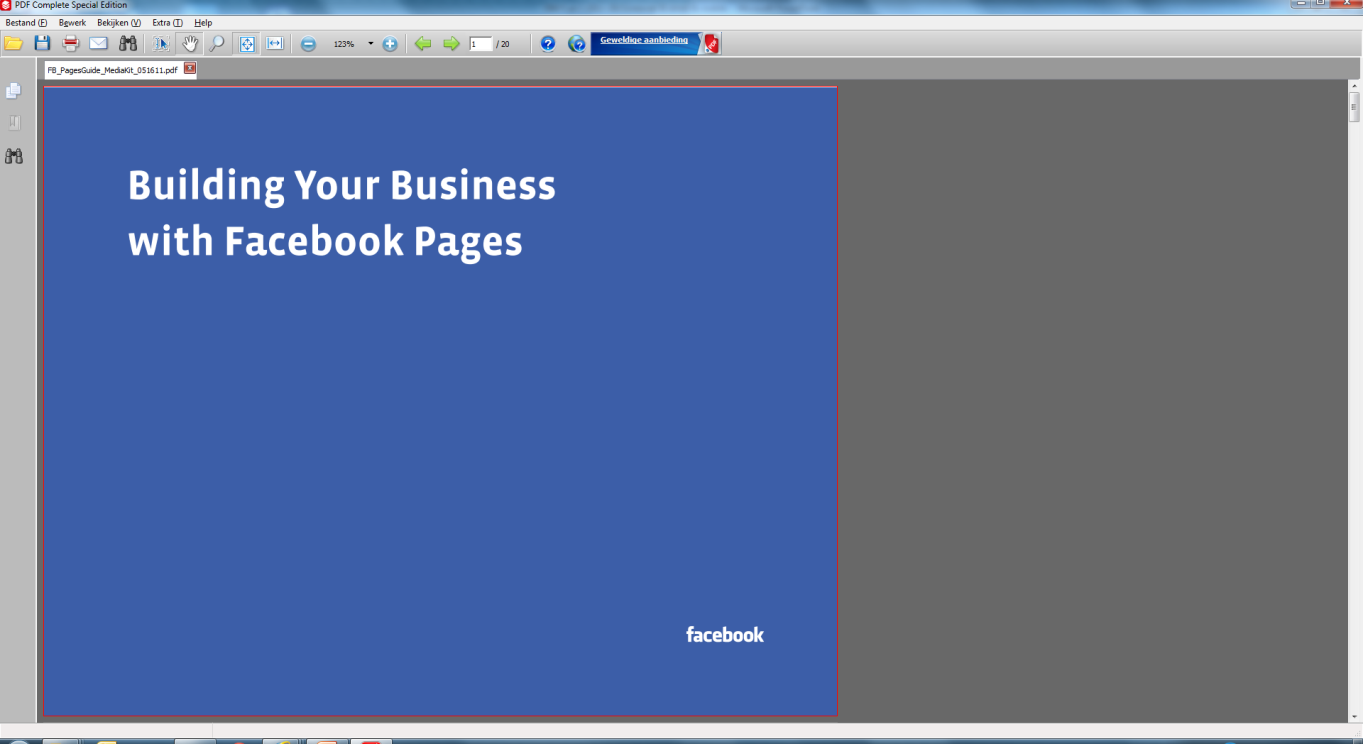 PDF Complete Special Edition
Bestand (F) Bewerk Bekijken (V) Extra (T) Help
123% 1 / 20 Geweldige aanbieding
FB_PagesGuide_MediaKit_051611.pdf
Building Your Business
with Facebook Pages
facebook